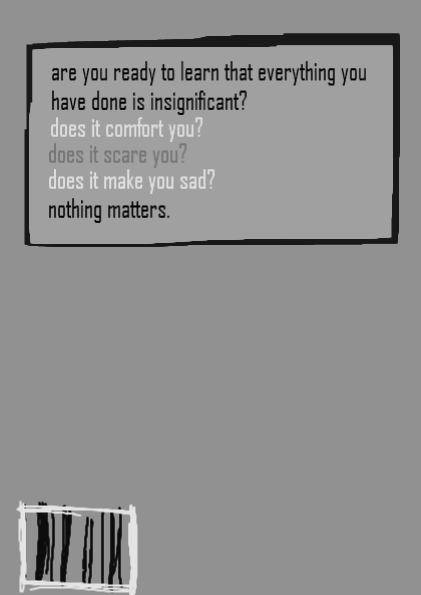 are you ready to learn that everything you
have done is insignificant?
does it comfort you?
does it scare you?
does it make you sad?
nothing matters.